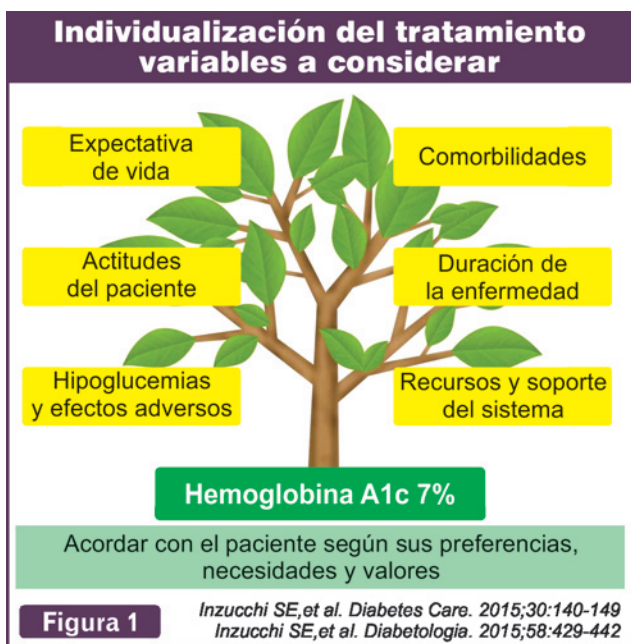 Individualización del tratamiento
variables a considerar
Expectativa
de vida
Comorbilidades
Actitudes
del paciente
Duración de
la enfermedad
Hipoglucemias
y efectos adversos
Recursos y soporte
del sistema
Hemoglobina A1c 7%
Acordar con el paciente según sus preferencias,
necesidades y valores
Figura 1
Inzucchi SE,et al. Diabetes Care. 2015;30:140-149
Inzucchi SE,et al. Diabetologia. 2015;58:429-442